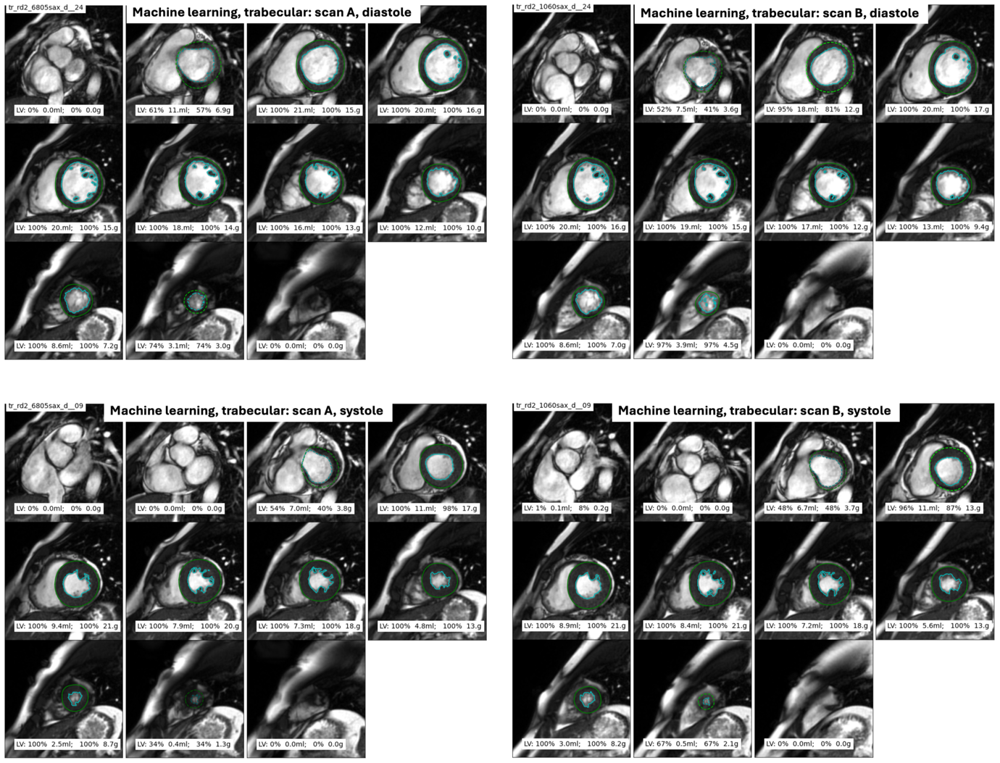 tr_rd2_6805sax_d__24
Machine learning, trabecular: scan A, diastole
LV: 0% 0.0ml; 0% 0.0g
LV: 61% 11.ml; 57% 6.9g
LV: 100% 21.ml; 100% 15.g
LV: 100% 20.ml; 100% 16.g
LV: 100% 20.ml; 100% 15.g
LV: 100% 18.ml; 100% 14.g
LV: 100% 16.ml; 100% 13.g
LV: 100% 12.ml; 100% 10.g
LV: 100% 8.6ml; 100% 7.2g
LV: 74% 3.1ml; 74% 3.0g
LV: 0% 0.0ml; 0% 0.0g
tr_rd2_1060sax_d__24
Machine learning, trabecular: scan B, diastole
LV: 0% 0.0ml; 0% 0.0g
LV: 52% 7.5ml; 41% 3.6g
LV: 95% 18.ml; 81% 12.g
LV: 100% 20.ml; 100% 17.g
LV: 100% 20.ml; 100% 16.g
LV: 100% 19.ml; 100% 15.g
LV: 100% 17.ml; 100% 12.g
LV: 100% 13.ml; 100% 9.4g
LV: 100% 8.6ml; 100% 7.0g
LV: 97% 3.9ml; 97% 4.5g
LV: 0% 0.0ml; 0% 0.0g
tr_rd2_6805sax_d__09
Machine learning, trabecular: scan A, systole
LV: 0% 0.0ml; 0% 0.0g
LV: 0% 0.0ml; 0% 0.0g
LV: 54% 7.0ml; 40% 3.8g
LV: 100% 11.ml; 98% 17.g
LV: 100% 9.4ml; 100% 21.g
LV: 100% 7.9ml; 100% 20.g
LV: 100% 7.3ml; 100% 18.g
LV: 100% 4.8ml; 100% 13.g
LV: 100% 2.5ml; 100% 8.7g
LV: 34% 0.4ml; 34% 1.3g
LV: 0% 0.0ml; 0% 0.0g
tr_rd2_1060sax_d__09
Machine learning, trabecular: scan B, systole
LV: 1% 0.1ml; 8% 0.2g
LV: 0% 0.0ml; 0% 0.0g
LV: 48% 6.7ml; 48% 3.7g
LV: 96% 11.ml; 87% 13.g
LV: 100% 8.9ml; 100% 21.g
LV: 100% 8.4ml; 100% 21.g
LV: 100% 7.2ml; 100% 18.g
LV: 100% 5.6ml; 100% 13.g
LV: 100% 3.0ml; 100% 8.2g
LV: 67% 0.5ml; 67% 2.1g
LV: 0% 0.0ml; 0% 0.0g